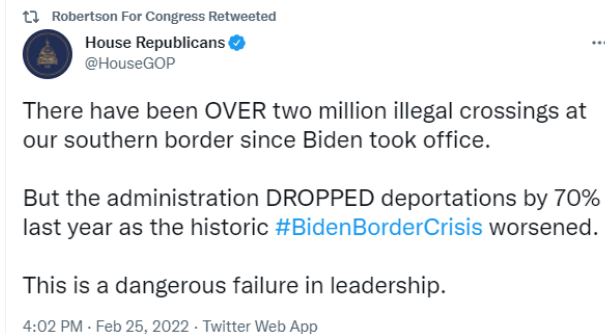 Robertson For Congress Retweeted
House Republicans
@HouseGOP
There have been OVER two million illegal crossings at
our southern border since Biden took office.
But the administration DROPPED deportations by 70%
last year as the historic #BidenBorderCrisis worsened.
This is a dangerous failure in leadership.
4:02 PM · Feb 25, 2022 · Twitter Web App